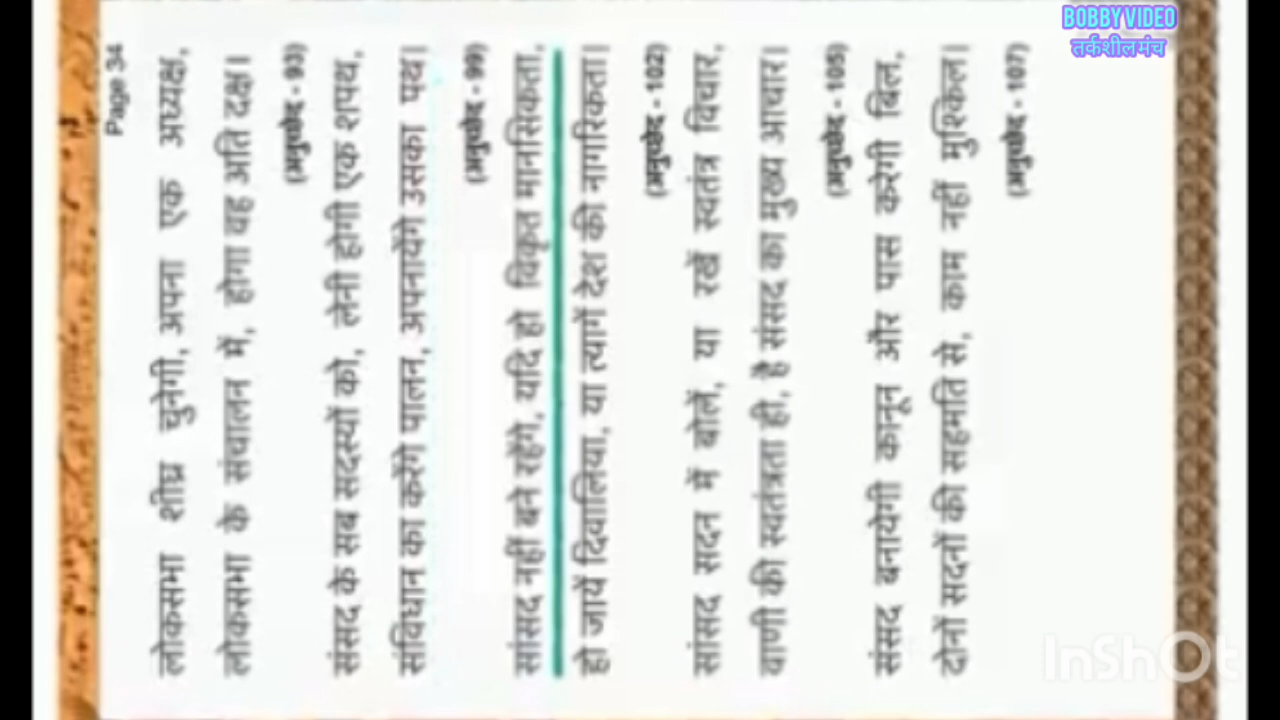 BOBBY VIDEO
तर्कशील मंच
Page 34
लोकसभा शीघ्र चुनेगी, अपना एक अध्यक्ष,
लोकसभा के संचालन में, होगा वह अति दक्ष।
(अनुच्छेद - 93)
संसद के सब सदस्यों को, लेनी होगी एक शपथ,
संविधान का करेंगे पालन, अपनायेंगे उसका पथ।
(अनुच्छेद - 99)
सांसद नहीं बने रहेंगे, यदि हो विकृत मानसिकता,
हो जायें दिवालिया, या त्यागें देश की नागरिकता।
(अनुच्छेद - 102)
सांसद सदन में बोलें, या रखें स्वतंत्र विचार,
वाणी की स्वतंत्रता ही, है संसद का मुख्य आचार।
(अनुच्छेद - 105)
संसद बनायेगी कानून और पास करेगी बिल,
दोनों सदनों की सहमति से, काम नहीं मुश्किल।
(अनुच्छेद - 107)
InShOt